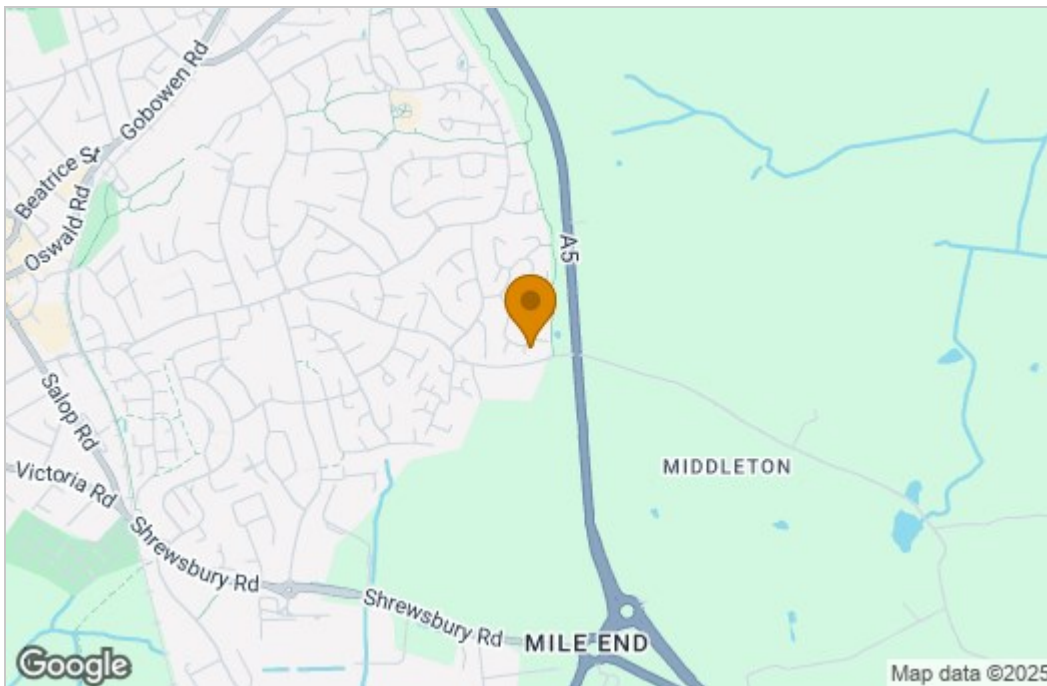 Gobowen Rd
Beatrice St
Oswald Rd
A5
Salop Rd
MIDDLETON
Victoria Rd
Shrewsbury Rd
Shrewsbury Rd
MILE END
Google
Map data ©2025